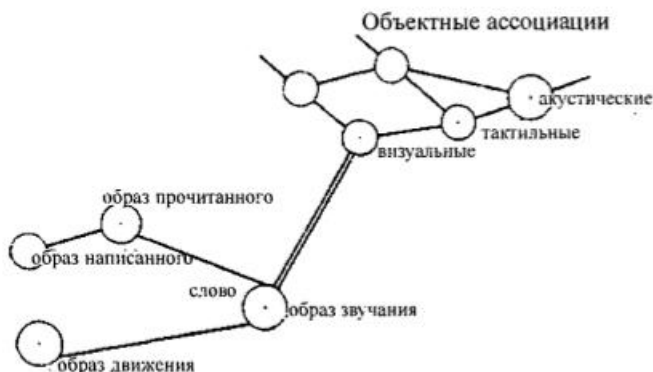 Объектные ассоциации
акустические
тактильные
визуальные
образ прочитанного
образ написанного
слово
образ звучания
образ движения